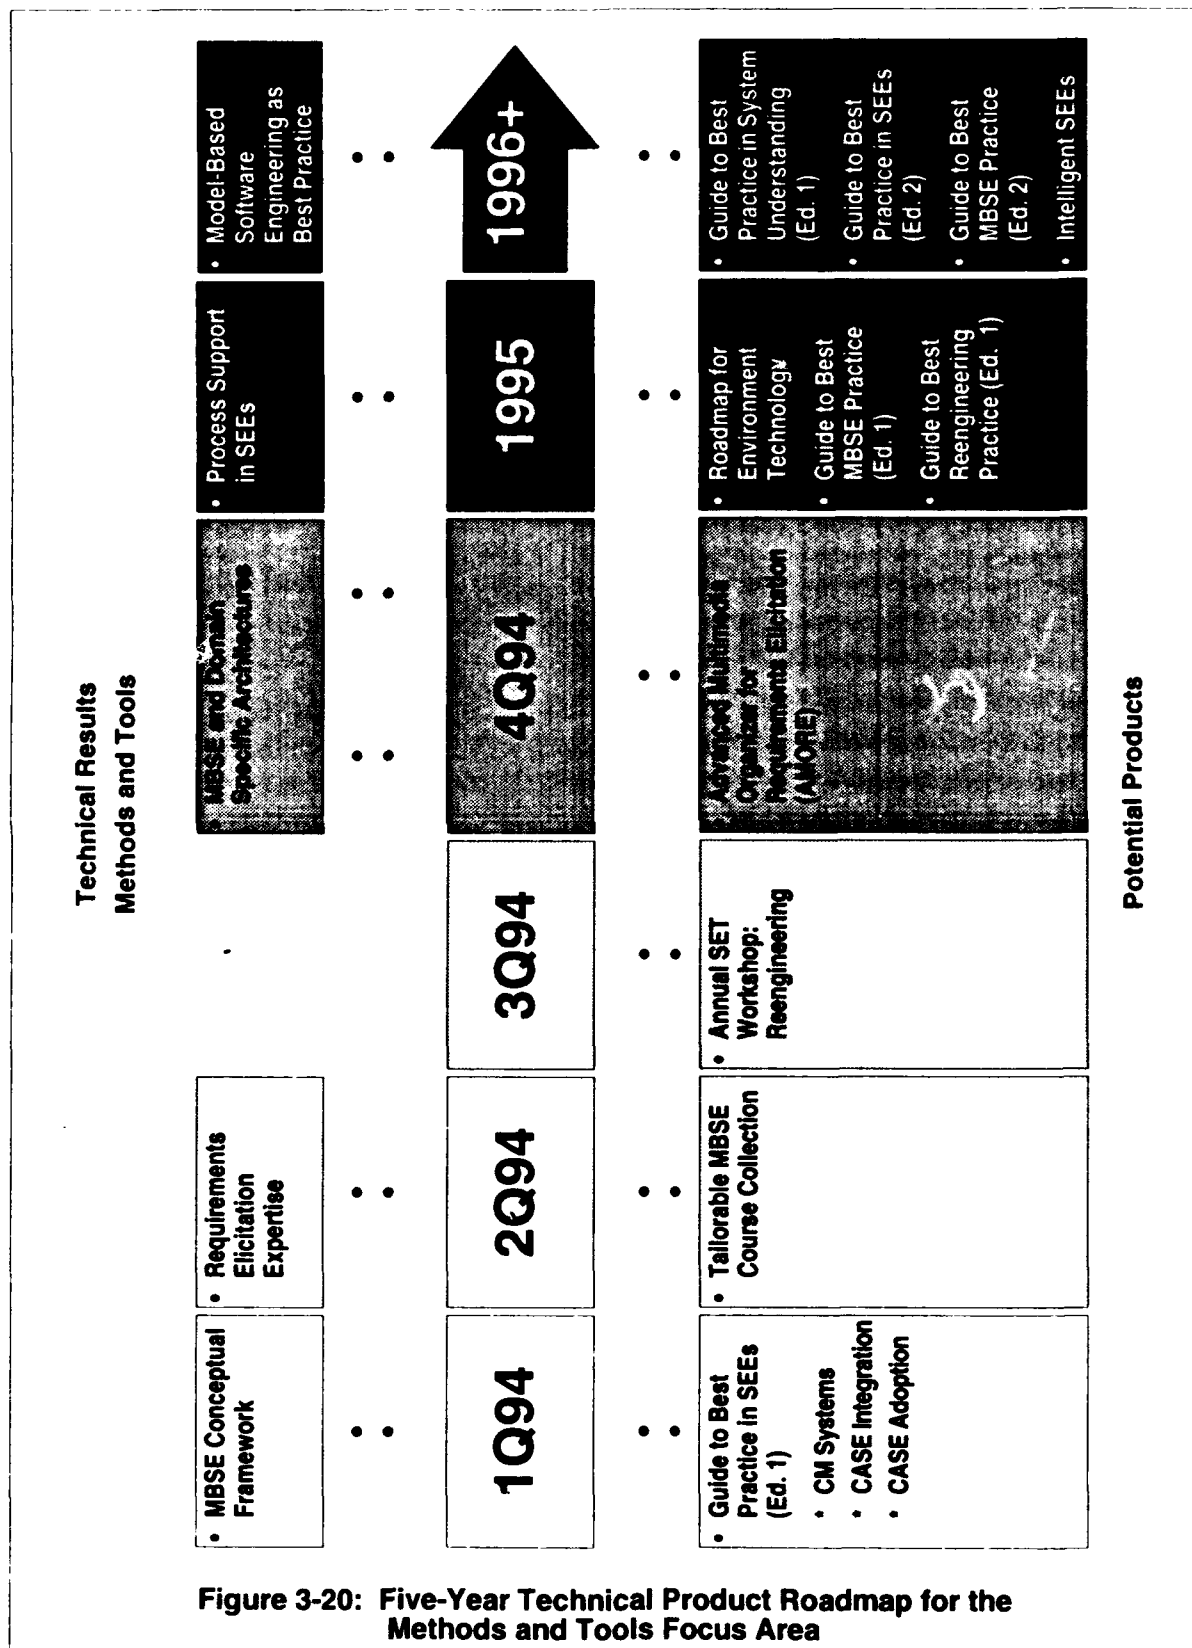 Technical Results
Methods and Tools
• MBSE Conceptual
Framework
• Requirements
Elicitation
Expertise
• MBSE and Domain
Specific Architectures
• Process Support
in SEEs
• Model-Based
Software
Engineering as
Best Practice
1Q94
2Q94
3Q94
4Q94
1995
1996+
• Guide to Best
Practice in SEEs
(Ed. 1)
* CM Systems
* CASE Integration
* CASE Adoption
• Tailorable MBSE
Course Collection
• Annual SET
Workshop:
Reengineering
• Advanced Multimedia
Organizer for
Requirements Elicitation
(AMORE)
• Roadmap for
Environment
Technology
• Guide to Best
MBSE Practice
(Ed. 1)
• Guide to Best
Reengineering
Practice (Ed. 1)
• Guide to Best
Practice in System
Understanding
(Ed. 1)
• Guide to Best
Practice in SEEs
(Ed. 2)
• Guide to Best
MBSE Practice
(Ed. 2)
• Intelligent SEEs
Potential Products
Figure 3-20: Five-Year Technical Product Roadmap for the
Methods and Tools Focus Area